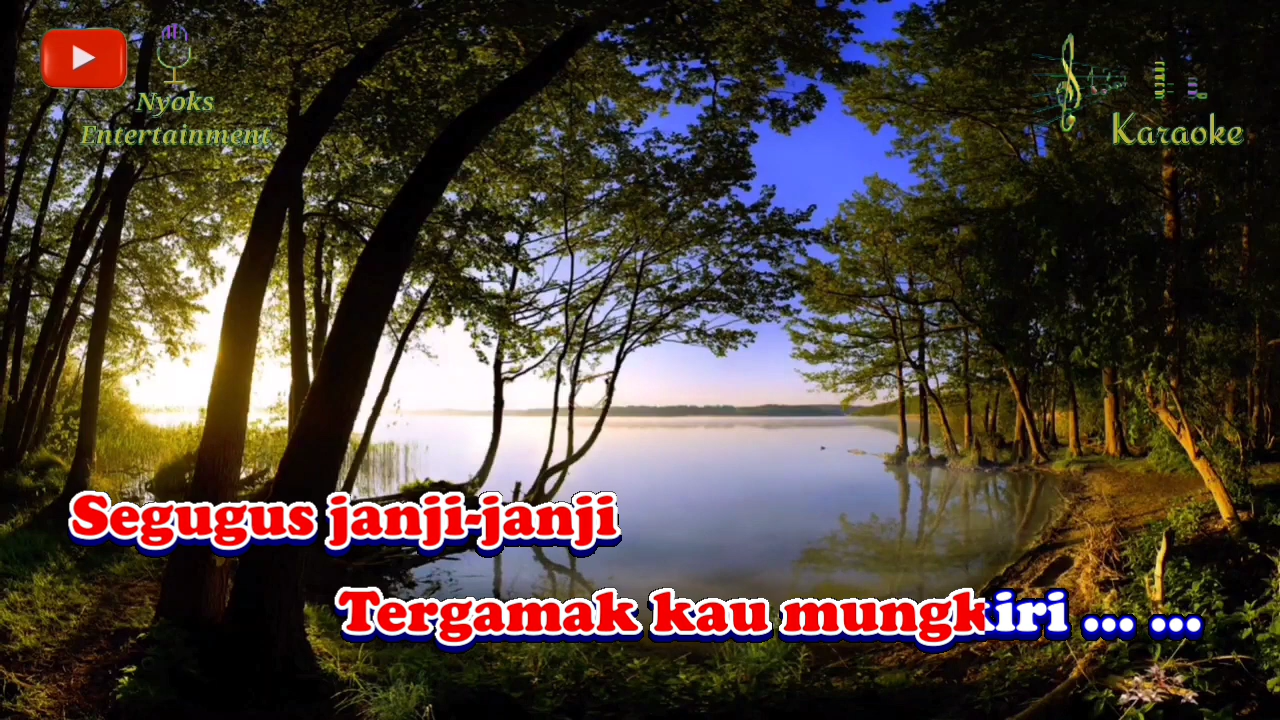 Nyoks
Entertainment
Karaoke
Segugus janji-janji
Tergamak kau mungkiri ... ...